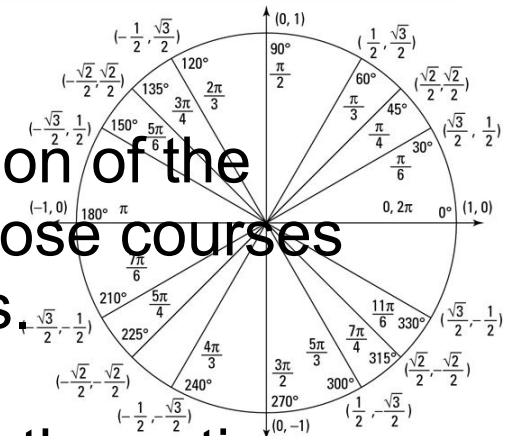 (0, 1)
(-1/2, √3/2) (1/2, √3/2)
90° π/2
120° 2π/3 60° π/3
(-√2/2, √2/2) (√2/2, √2/2)
135° 3π/4 45° π/4
(-√3/2, 1/2) (√3/2, 1/2)
150° 5π/6 30° π/6
on of the
(-1, 0) 180° π 0, 2π 0° (1, 0)
ose courses
7π/6 210° 11π/6 330°
s.
(-√3/2, -1/2) (√3/2, -1/2)
5π/4 225° 7π/4 315°
(-√2/2, -√2/2) (√2/2, -√2/2)
4π/3 240° 5π/3 300°
3π/2 270°
(-1/2, -√3/2) (1/2, -√3/2)
(0, -1)